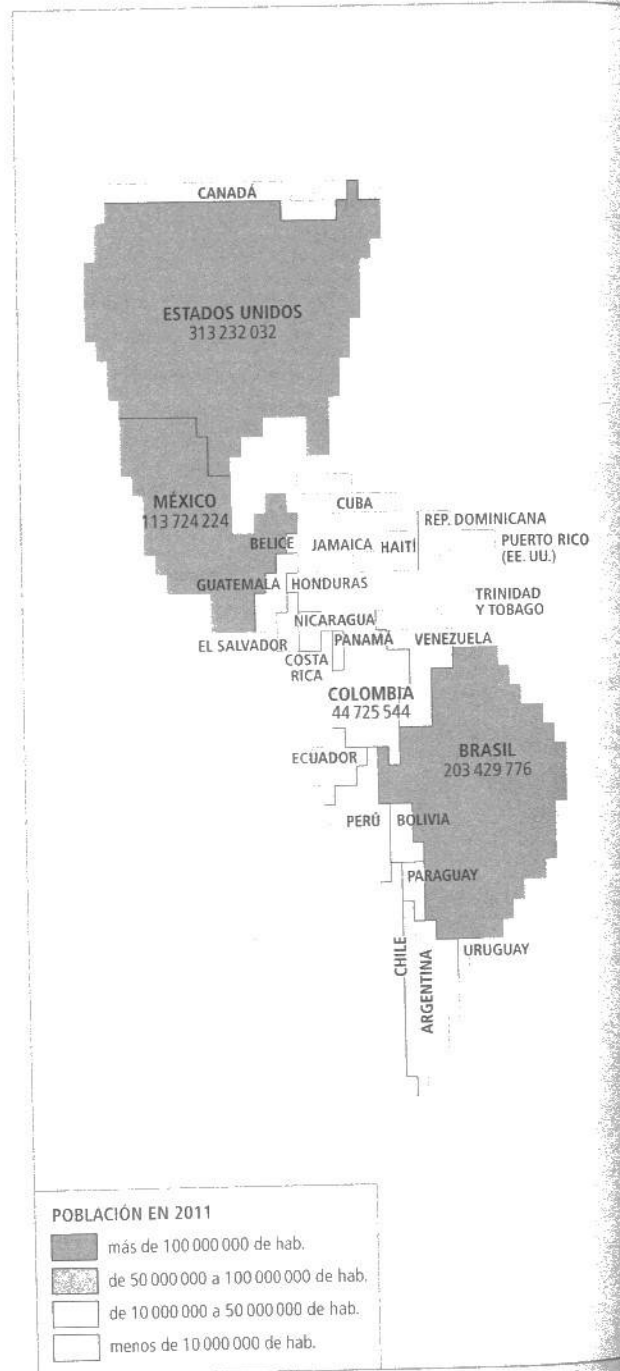 CANADÁ
ESTADOS UNIDOS
313 232 032
MÉXICO
113 724 224
CUBA
REP. DOMINICANA
BELICE
JAMAICA
HAITÍ
PUERTO RICO
(EE. UU.)
GUATEMALA
HONDURAS
TRINIDAD
Y TOBAGO
NICARAGUA
EL SALVADOR
PANAMÁ
VENEZUELA
COSTA
RICA
COLOMBIA
44 725 544
ECUADOR
BRASIL
203 429 776
PERÚ
BOLIVIA
PARAGUAY
CHILE
ARGENTINA
URUGUAY
POBLACIÓN EN 2011
más de 100 000 000 de hab.
de 50 000 000 a 100 000 000 de hab.
de 10 000 000 a 50 000 000 de hab.
menos de 10 000 000 de hab.